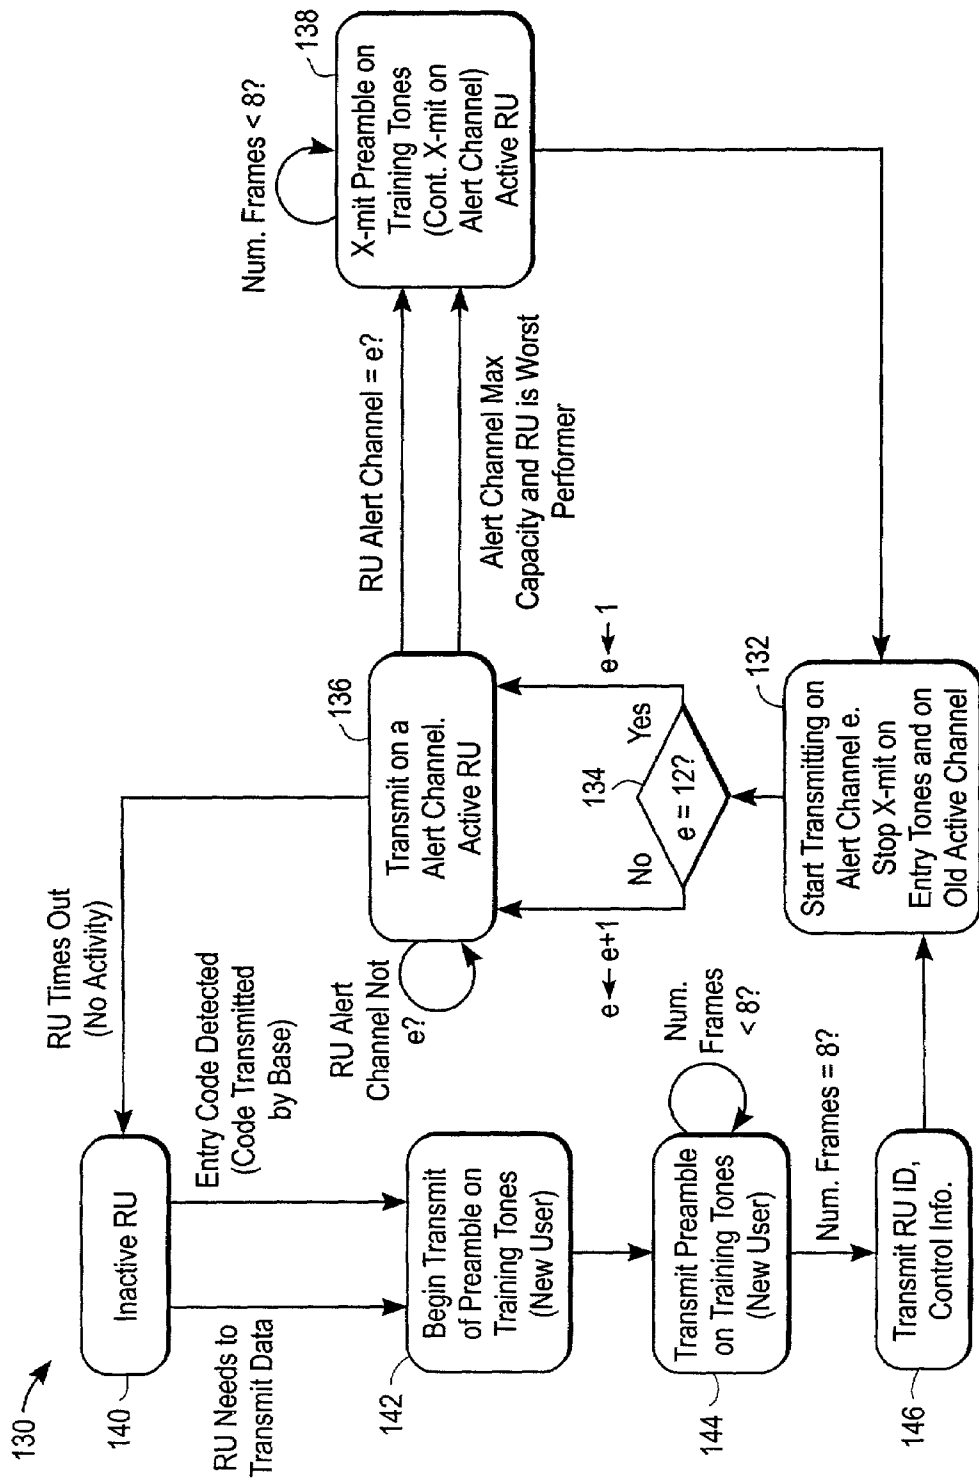 130
140
Inactive RU
RU Times Out
(No Activity)
RU Needs to
Transmit Data
Entry Code Detected
(Code Transmitted
by Base)
142
Begin Transmit
of Preamble on
Training Tones
(New User)
144
Transmit Preamble
on Training Tones
(New User)
Num.
Frames
< 8?
Num. Frames = 8?
146
Transmit RU ID,
Control Info.
136
Transmit on a
Alert Channel.
Active RU
RU Alert
Channel Not
e?
e ← e+1
No
134
e = 12?
Yes
e ← 1
132
Start Transmitting on
Alert Channel e.
Stop X-mit on
Entry Tones and on
Old Active Channel
RU Alert Channel = e?
Alert Channel Max
Capacity and RU is Worst
Performer
Num. Frames < 8?
138
X-mit Preamble on
Training Tones
(Cont. X-mit on
Alert Channel)
Active RU